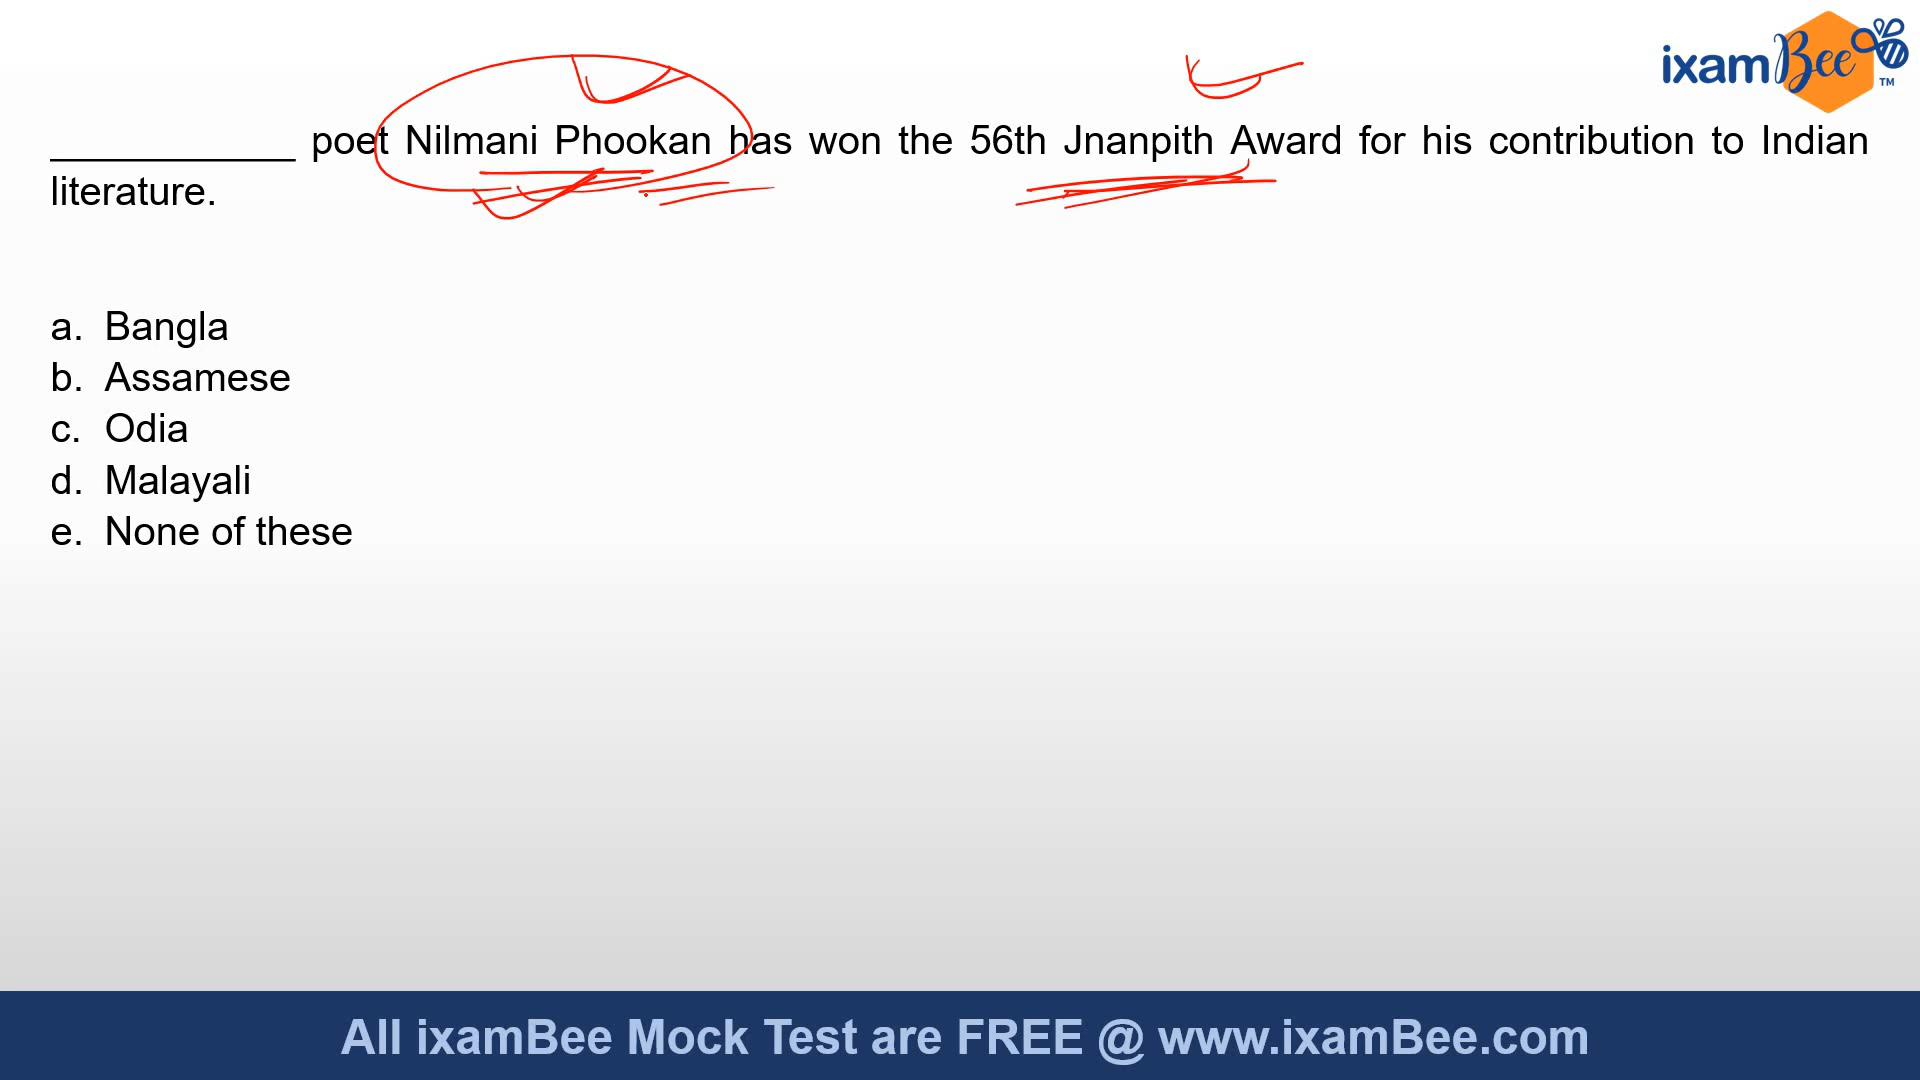 ixamBee TM
____________ poet Nilmani Phookan has won the 56th Jnanpith Award for his contribution to Indian
literature.
a. Bangla
b. Assamese
c. Odia
d. Malayali
e. None of these
All ixamBee Mock Test are FREE @ www.ixamBee.com